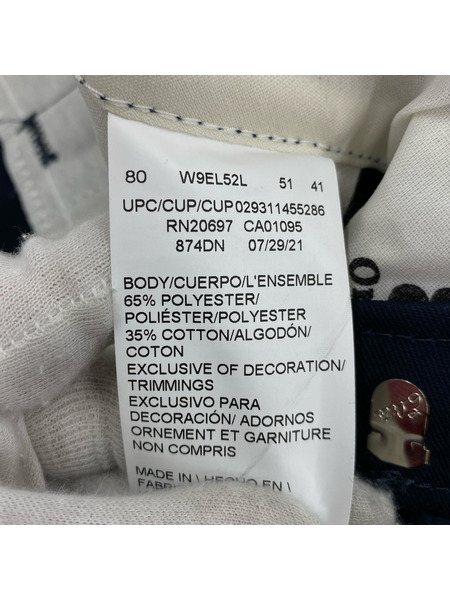 80 W9EL52L 51 41
UPC/CUP/CUP029311455286
RN20697 CA01095
874DN 07/29/21
BODY/CUERPO/L'ENSEMBLE
65% POLYESTER/
POLIÉSTER/POLYESTER
35% COTTON/ALGODÓN/
COTON
EXCLUSIVE OF DECORATION/
TRIMMINGS
EXCLUSIVO PARA
DECORACIÓN/ ADORNOS
ORNEMENT ET GARNITURE
NON COMPRIS
MADE IN \ HECHO EN \